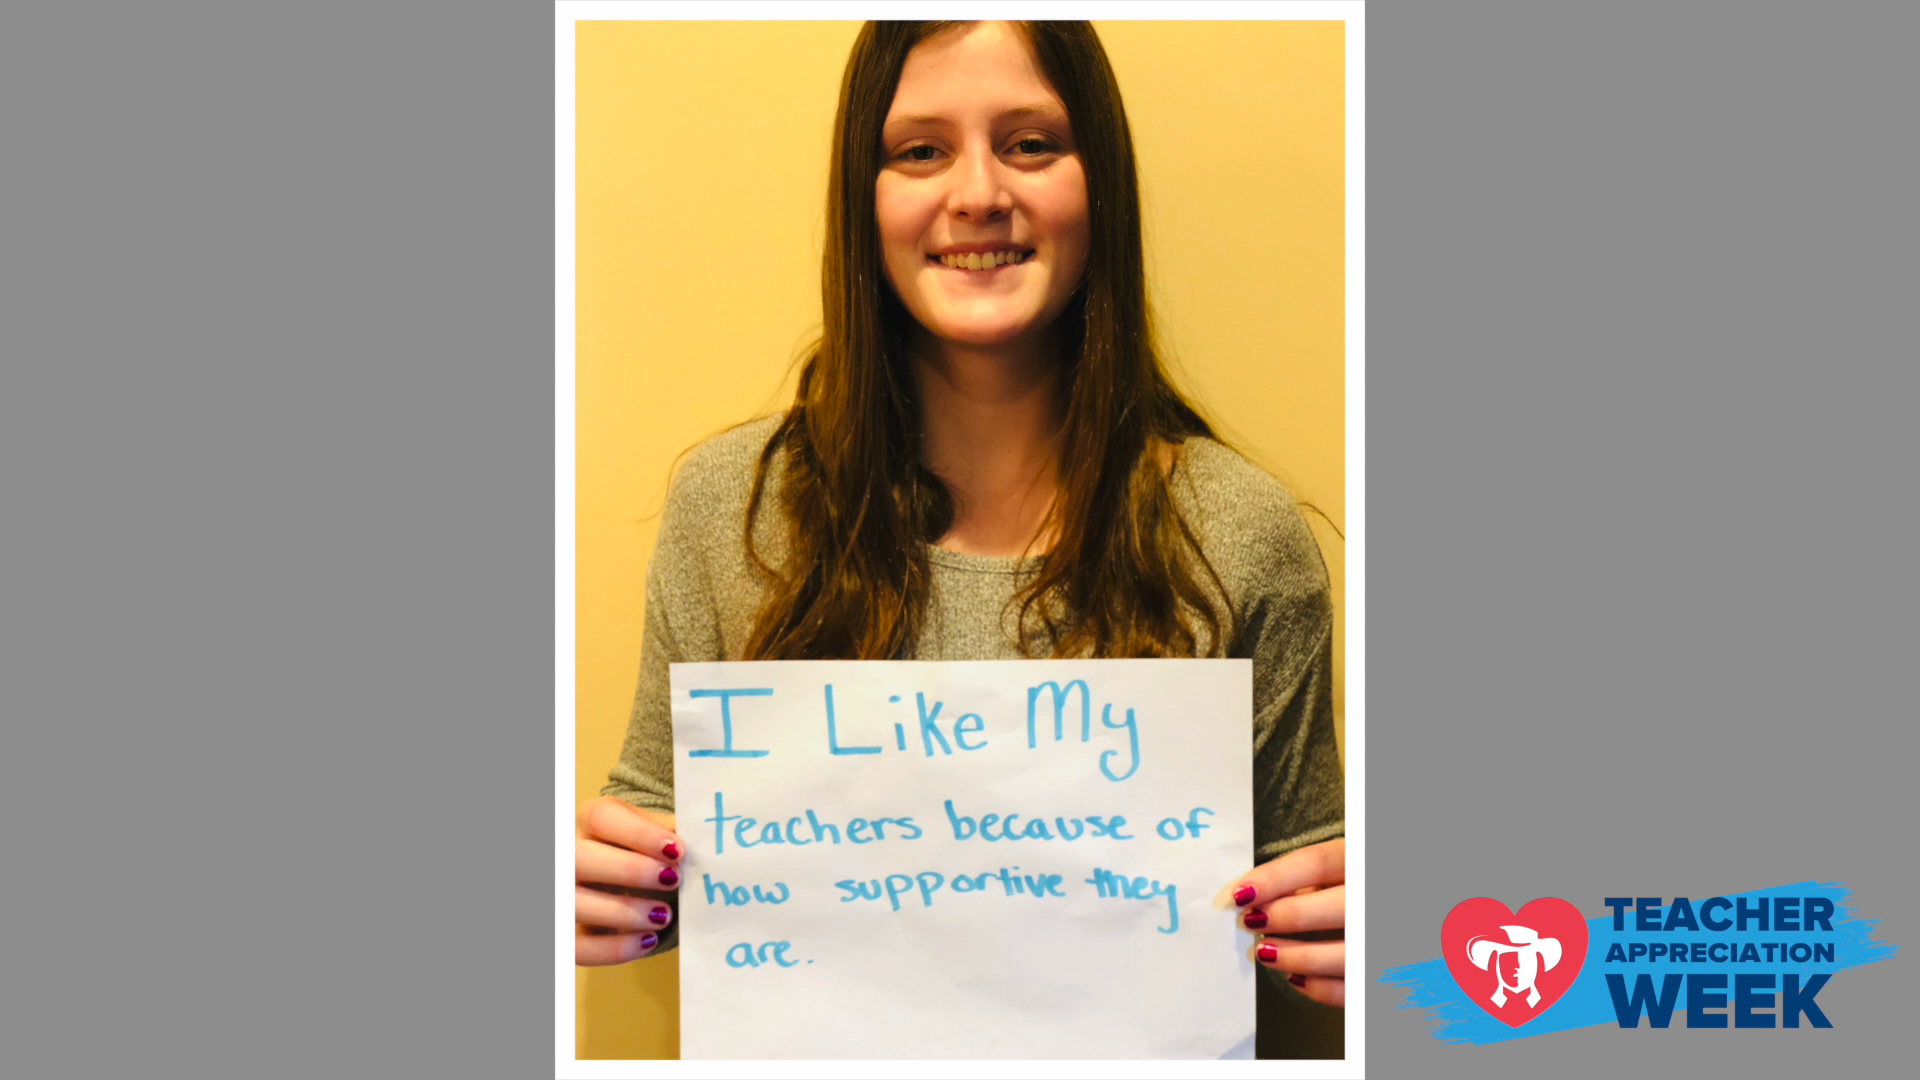 I Like My
teachers because of
how supportive they
are.
TEACHER
APPRECIATION
WEEK